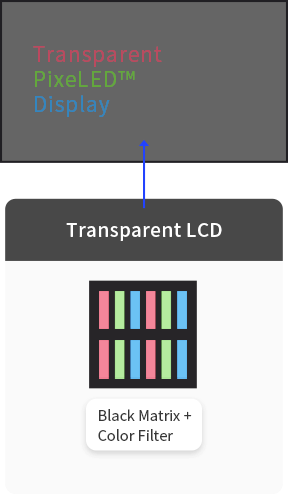 Transparent
PixeLED™
Display
Transparent LCD
Black Matrix +
Color Filter